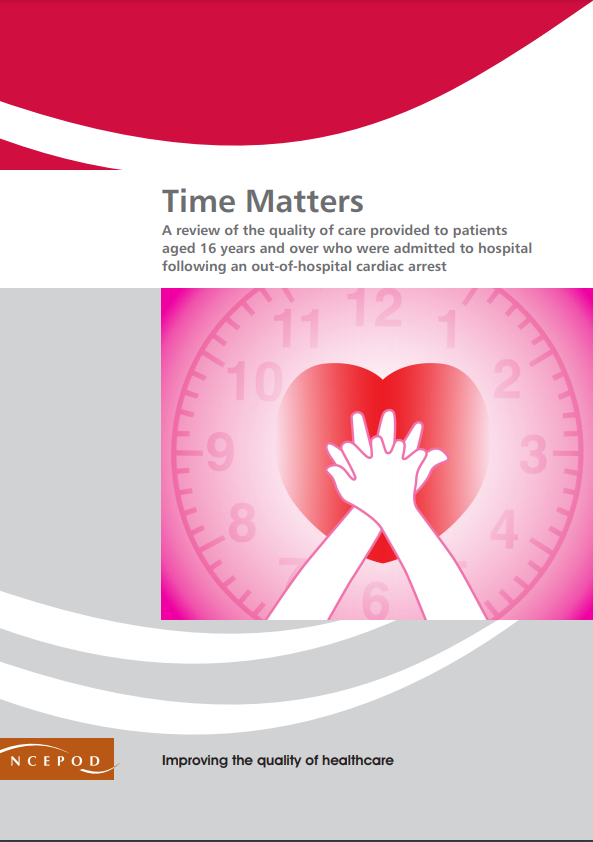 Time Matters
A review of the quality of care provided to patients
aged 16 years and over who were admitted to hospital
following an out-of-hospital cardiac arrest
12
11
1
10
2
9
3
8
4
7
6
NCEPOD
Improving the quality of healthcare